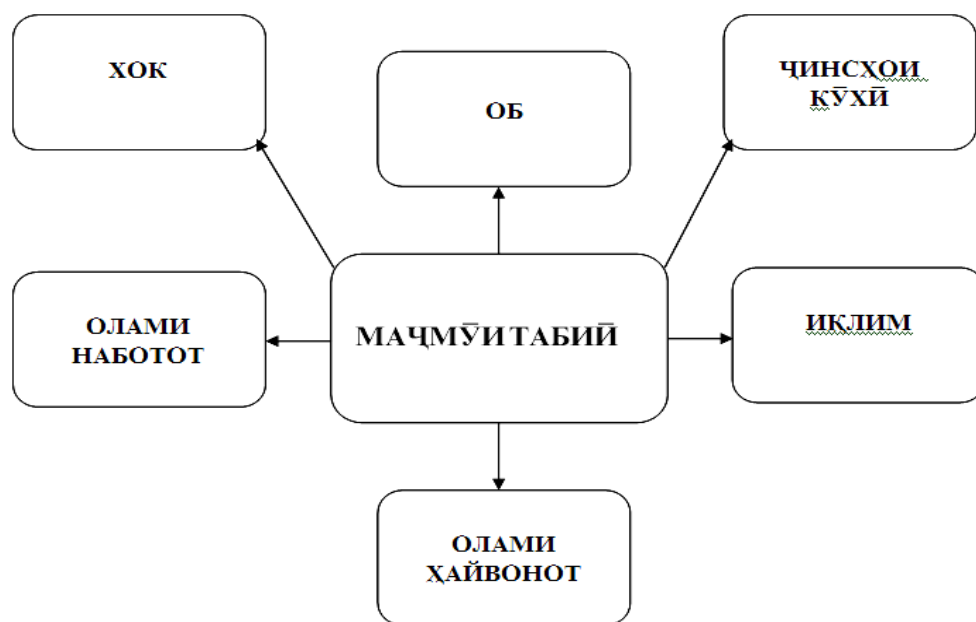 ХОК
ОБ
ҶИНСҲОИ
КӮҲӢ
ОЛАМИ
НАБОТОТ
МАҶМӮИ ТАБИӢ
ИҚЛИМ
ОЛАМИ
ҲАЙВОНОТ